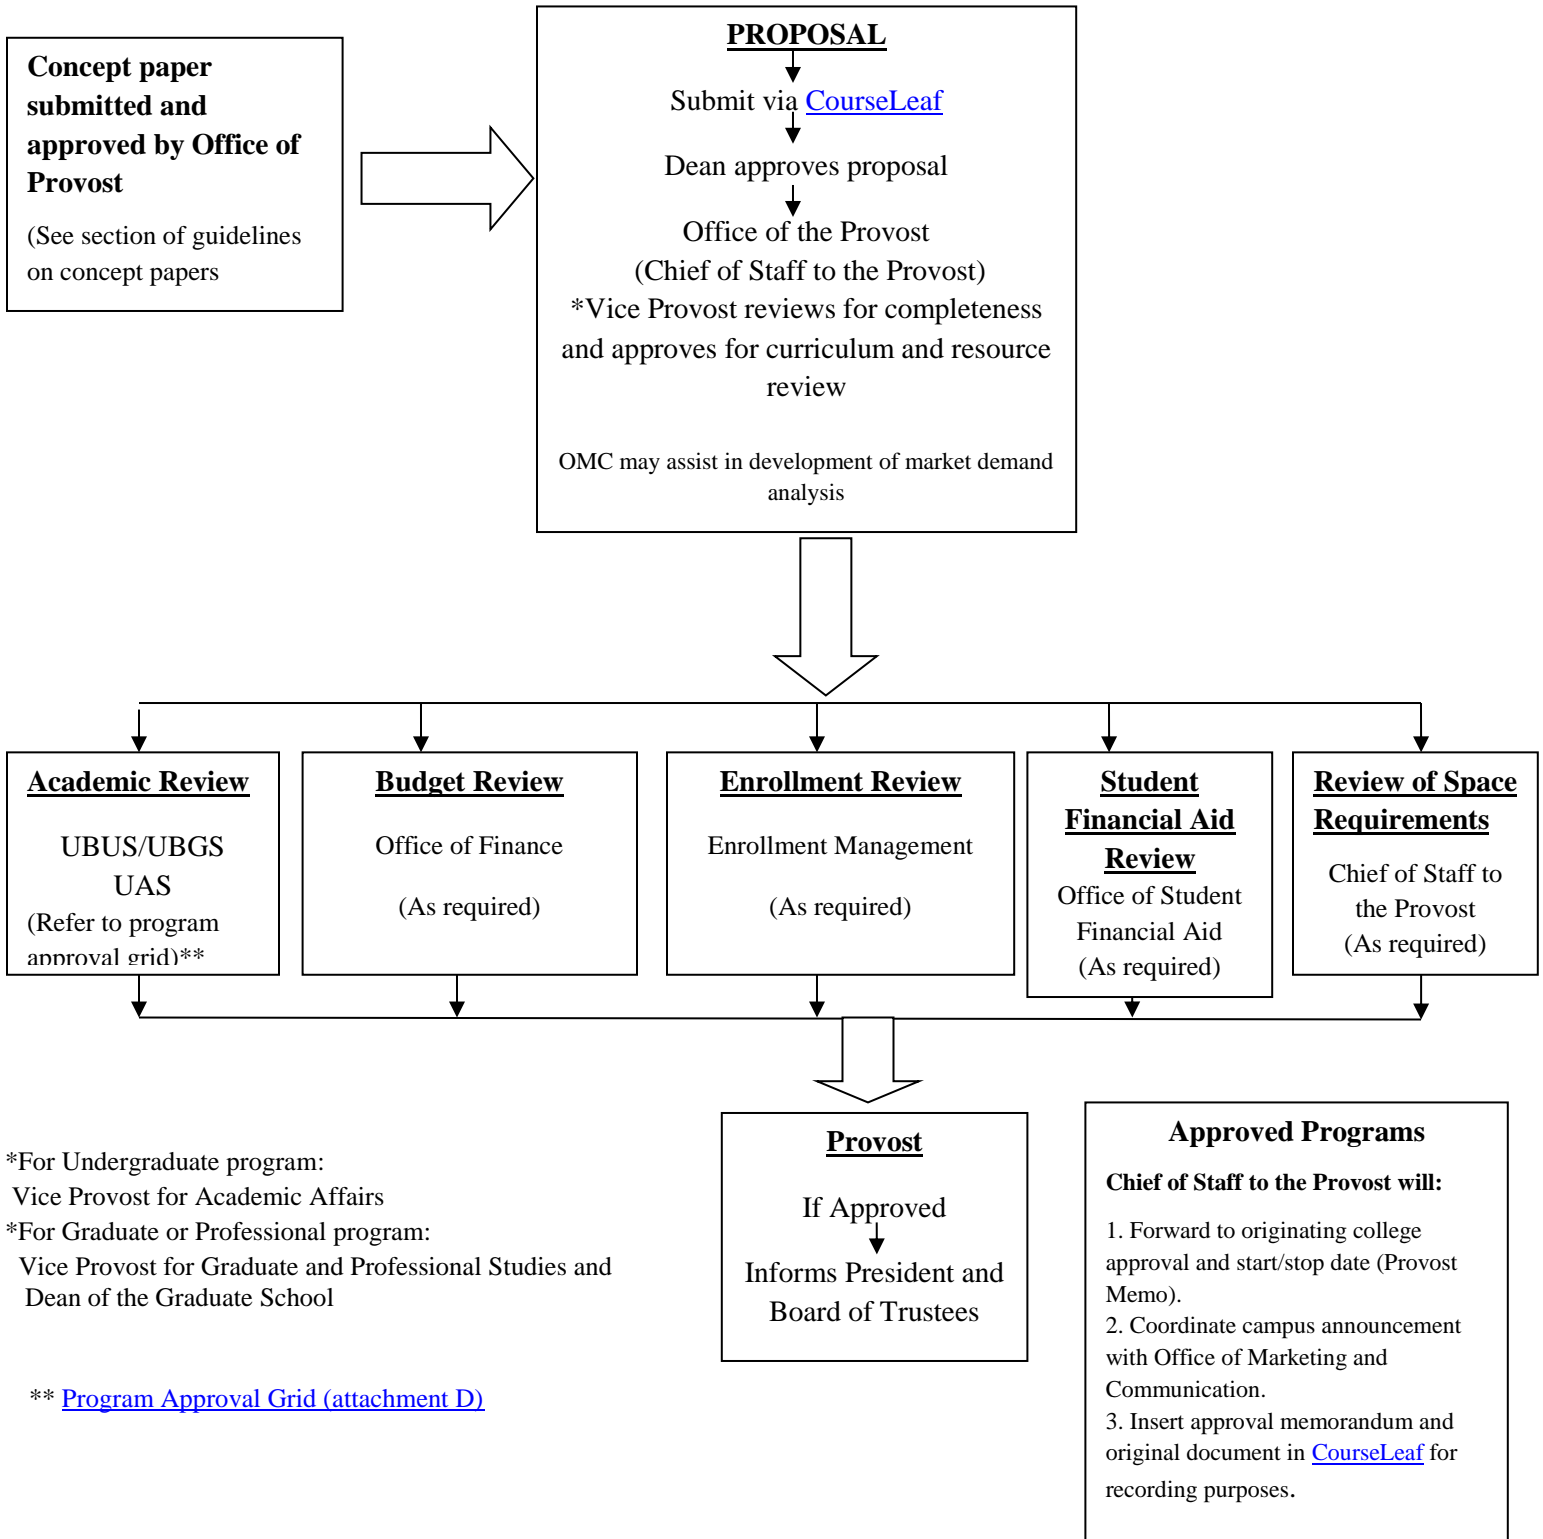 Concept paper
submitted and
approved by Office of
Provost
(See section of guidelines
on concept papers
PROPOSAL
Submit via CourseLeaf
Dean approves proposal
Office of the Provost
(Chief of Staff to the Provost)
*Vice Provost reviews for completeness
and approves for curriculum and resource
review
OMC may assist in development of market demand
analysis
Academic Review
UBUS/UBGS
UAS
(Refer to program
approval grid)**
Budget Review
Office of Finance
(As required)
Enrollment Review
Enrollment Management
(As required)
Student
Financial Aid
Review
Office of Student
Financial Aid
(As required)
Review of Space
Requirements
Chief of Staff to
the Provost
(As required)
*For Undergraduate program:
Vice Provost for Academic Affairs
*For Graduate or Professional program:
Vice Provost for Graduate and Professional Studies and
Dean of the Graduate School
** Program Approval Grid (attachment D)
Provost
If Approved
Informs President and
Board of Trustees
Approved Programs
Chief of Staff to the Provost will:
1. Forward to originating college
approval and start/stop date (Provost
Memo).
2. Coordinate campus announcement
with Office of Marketing and
Communication.
3. Insert approval memorandum and
original document in CourseLeaf for
recording purposes.